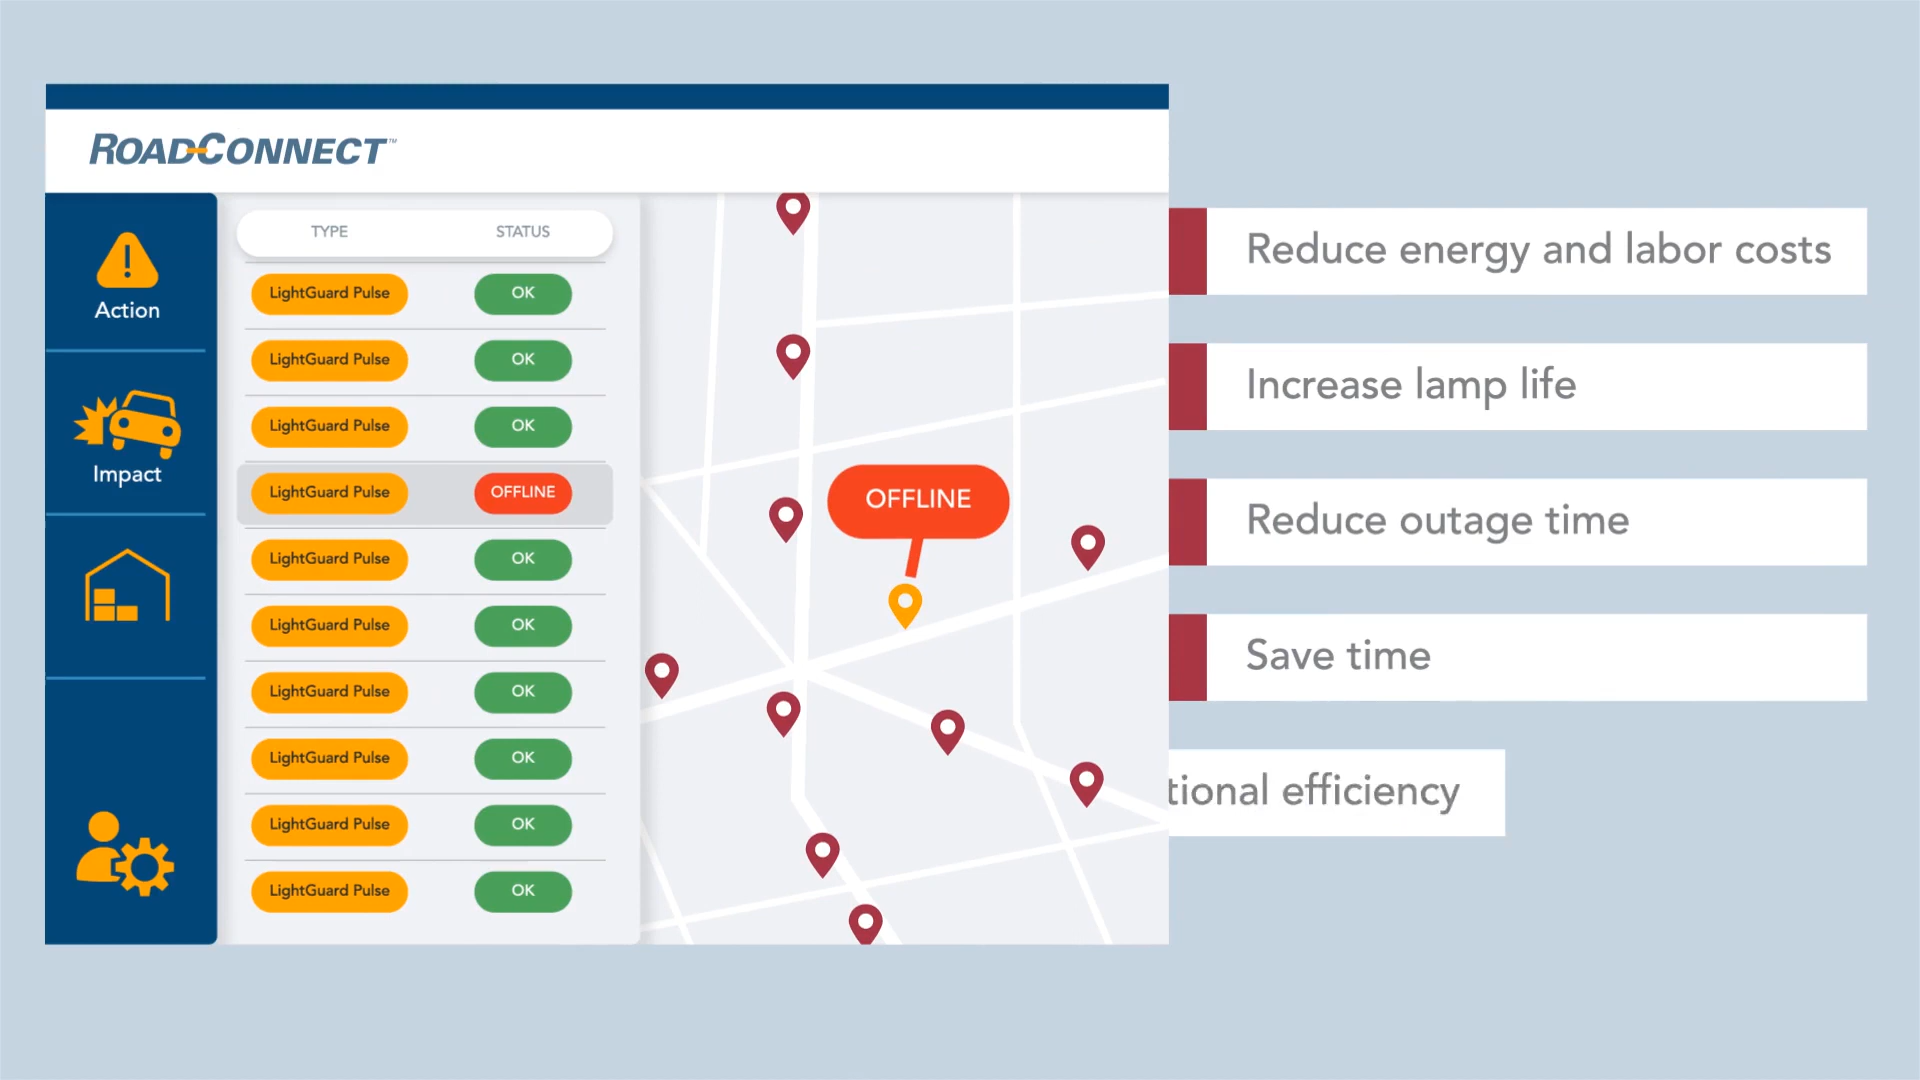 ROADCONNECT™
Action
Impact
TYPE STATUS
LightGuard Pulse OK
LightGuard Pulse OK
LightGuard Pulse OK
LightGuard Pulse OFFLINE
LightGuard Pulse OK
LightGuard Pulse OK
LightGuard Pulse OK
LightGuard Pulse OK
LightGuard Pulse OK
LightGuard Pulse OK
OFFLINE
Reduce energy and labor costs
Increase lamp life
Reduce outage time
Save time
tional efficiency